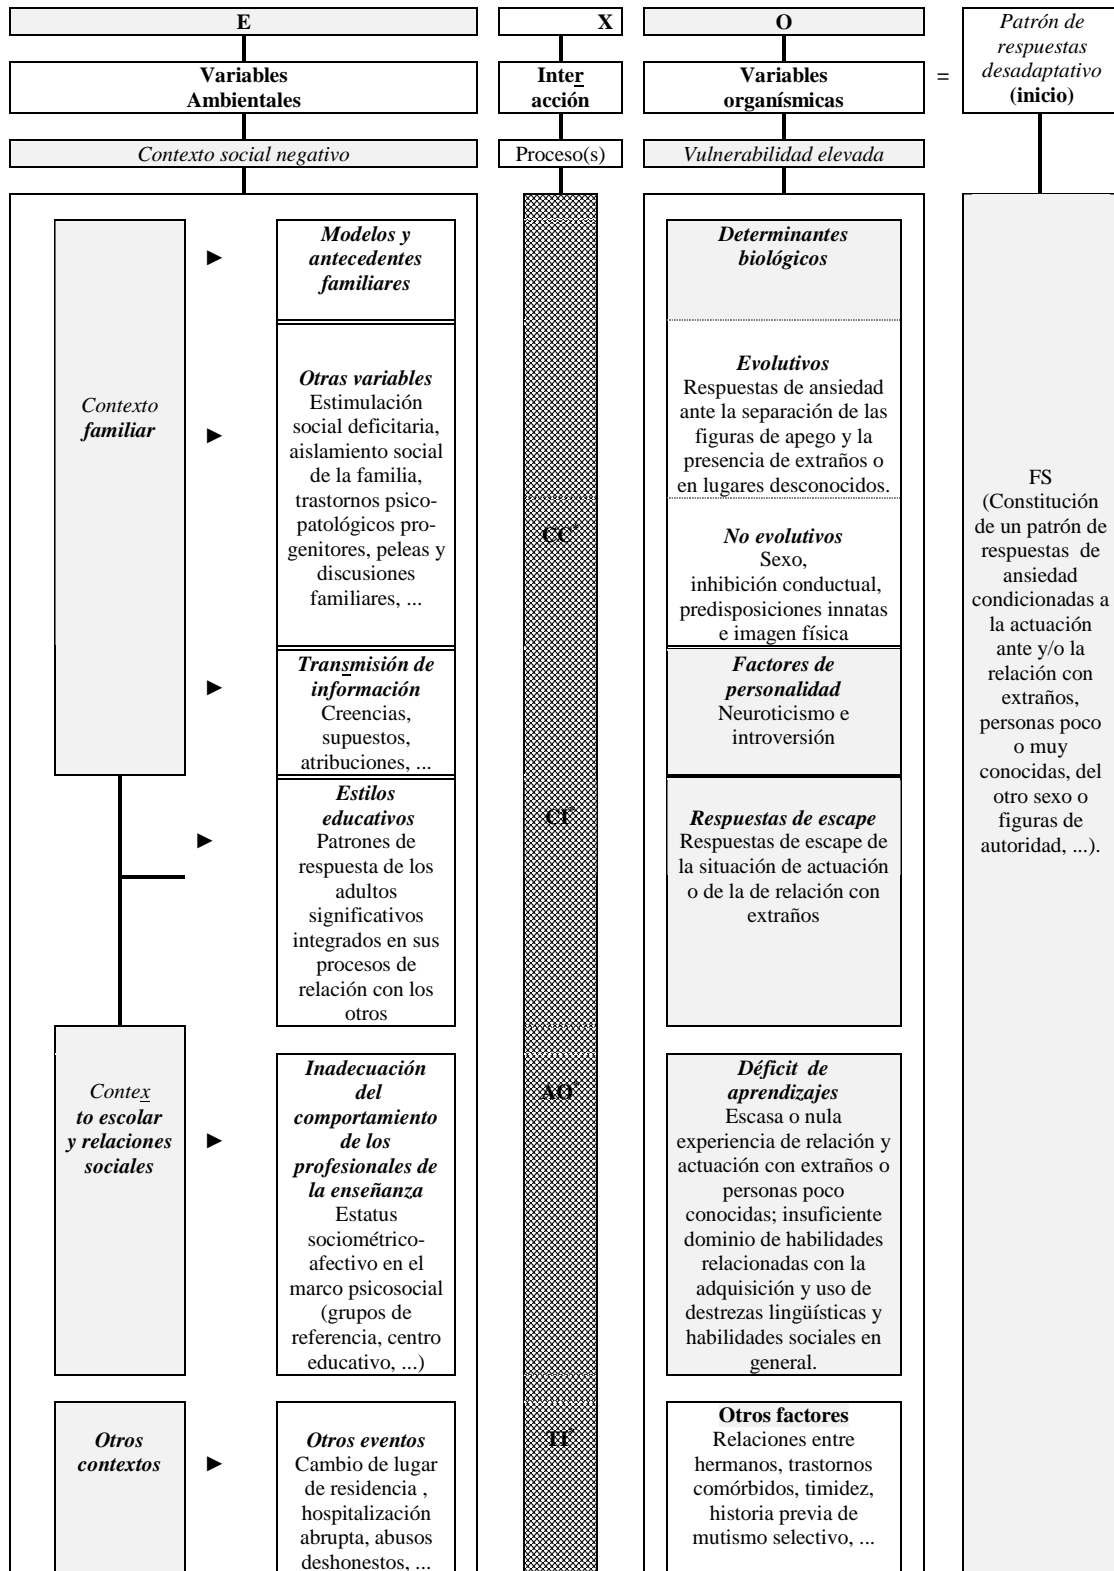 E
X
O
Patrón de
respuestas
desadaptativo
(inicio)
Variables
Ambientales
Inter
acción
Variables
organísmicas
=
Contexto social negativo
Proceso(s)
Vulnerabilidad elevada
Contexto
familiar
Modelos y
antecedentes
familiares
Otras variables
Estimulación
social deficitaria,
aislamiento social
de la familia,
trastornos psico-
patológicos pro-
genitores, peleas y
discusiones
familiares, ...
Transmisión de
información
Creencias,
supuestos,
atribuciones, ...
Estilos
educativos
Patrones de
respuesta de los
adultos
significativos
integrados en sus
procesos de
relación con los
otros
Contex
to escolar
y relaciones
sociales
Inadecuación
del
comportamiento
de los
profesionales de
la enseñanza
Estatus
sociométrico-
afectivo en el
marco psicosocial
(grupos de
referencia, centro
educativo, ...)
Otros
contextos
Otros eventos
Cambio de lugar
de residencia ,
hospitalización
abrupta, abusos
deshonestos, ...
CC*
CI*
AO*
TI*
Determinantes
biológicos
Evolutivos
Respuestas de ansiedad
ante la separación de las
figuras de apego y la
presencia de extraños o
en lugares desconocidos.
No evolutivos
Sexo,
inhibición conductual,
predisposiciones innatas
e imagen física
Factores de
personalidad
Neuroticismo e
introversión
Respuestas de escape
Respuestas de escape de
la situación de actuación
o de la de relación con
extraños
Déficit de
aprendizajes
Escasa o nula
experiencia de relación y
actuación con extraños o
personas poco
conocidas; insuficiente
dominio de habilidades
relacionadas con la
adquisición y uso de
destrezas lingüísticas y
habilidades sociales en
general.
Otros factores
Relaciones entre
hermanos, trastornos
comórbidos, timidez,
historia previa de
mutismo selectivo, ...
FS
(Constitución
de un patrón de
respuestas de
ansiedad
condicionadas a
la actuación
ante y/o la
relación con
extraños,
personas poco
o muy
conocidas, del
otro sexo o
figuras de
autoridad, ...).